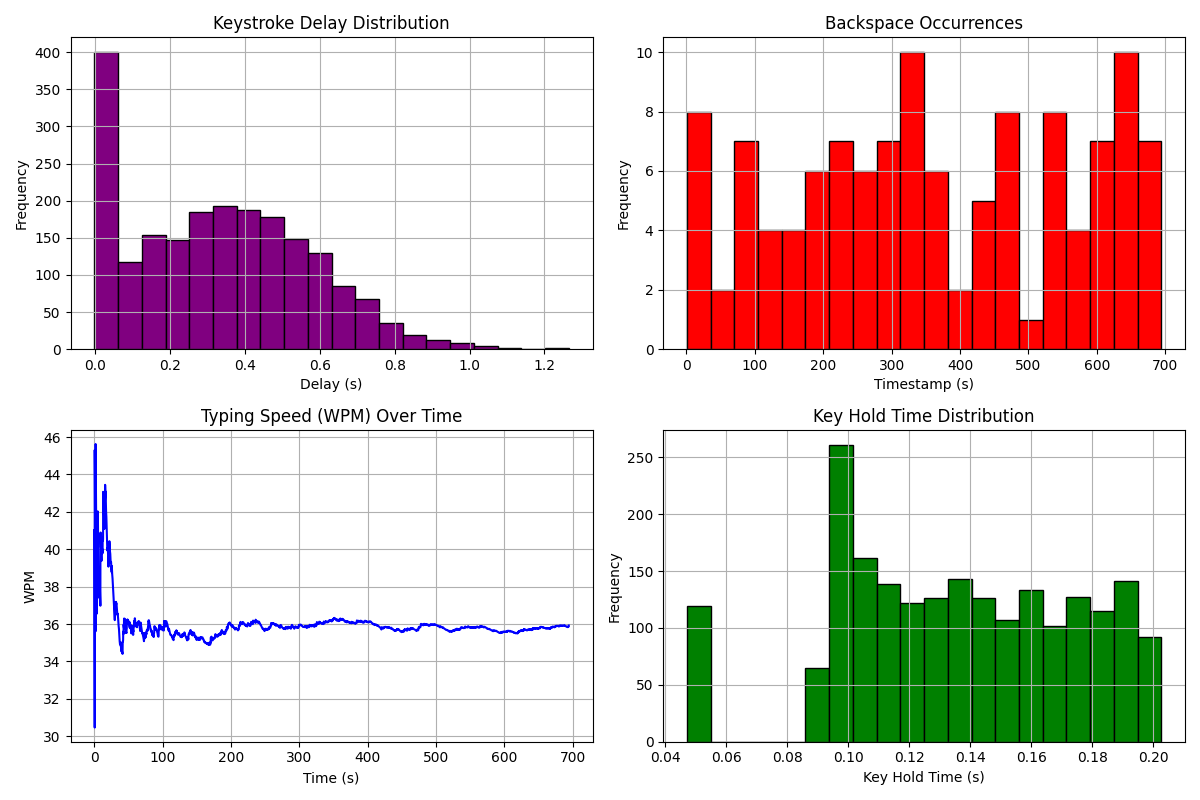 Keystroke Delay Distribution
Frequency
400
350
300
250
200
150
100
50
0
0.0 0.2 0.4 0.6 0.8 1.0 1.2
Delay (s)
Backspace Occurrences
Frequency
10
8
6
4
2
0
0 100 200 300 400 500 600 700
Timestamp (s)
Typing Speed (WPM) Over Time
WPM
46
44
42
40
38
36
34
32
30
0 100 200 300 400 500 600 700
Time (s)
Key Hold Time Distribution
Frequency
250
200
150
100
50
0
0.04 0.06 0.08 0.10 0.12 0.14 0.16 0.18 0.20
Key Hold Time (s)